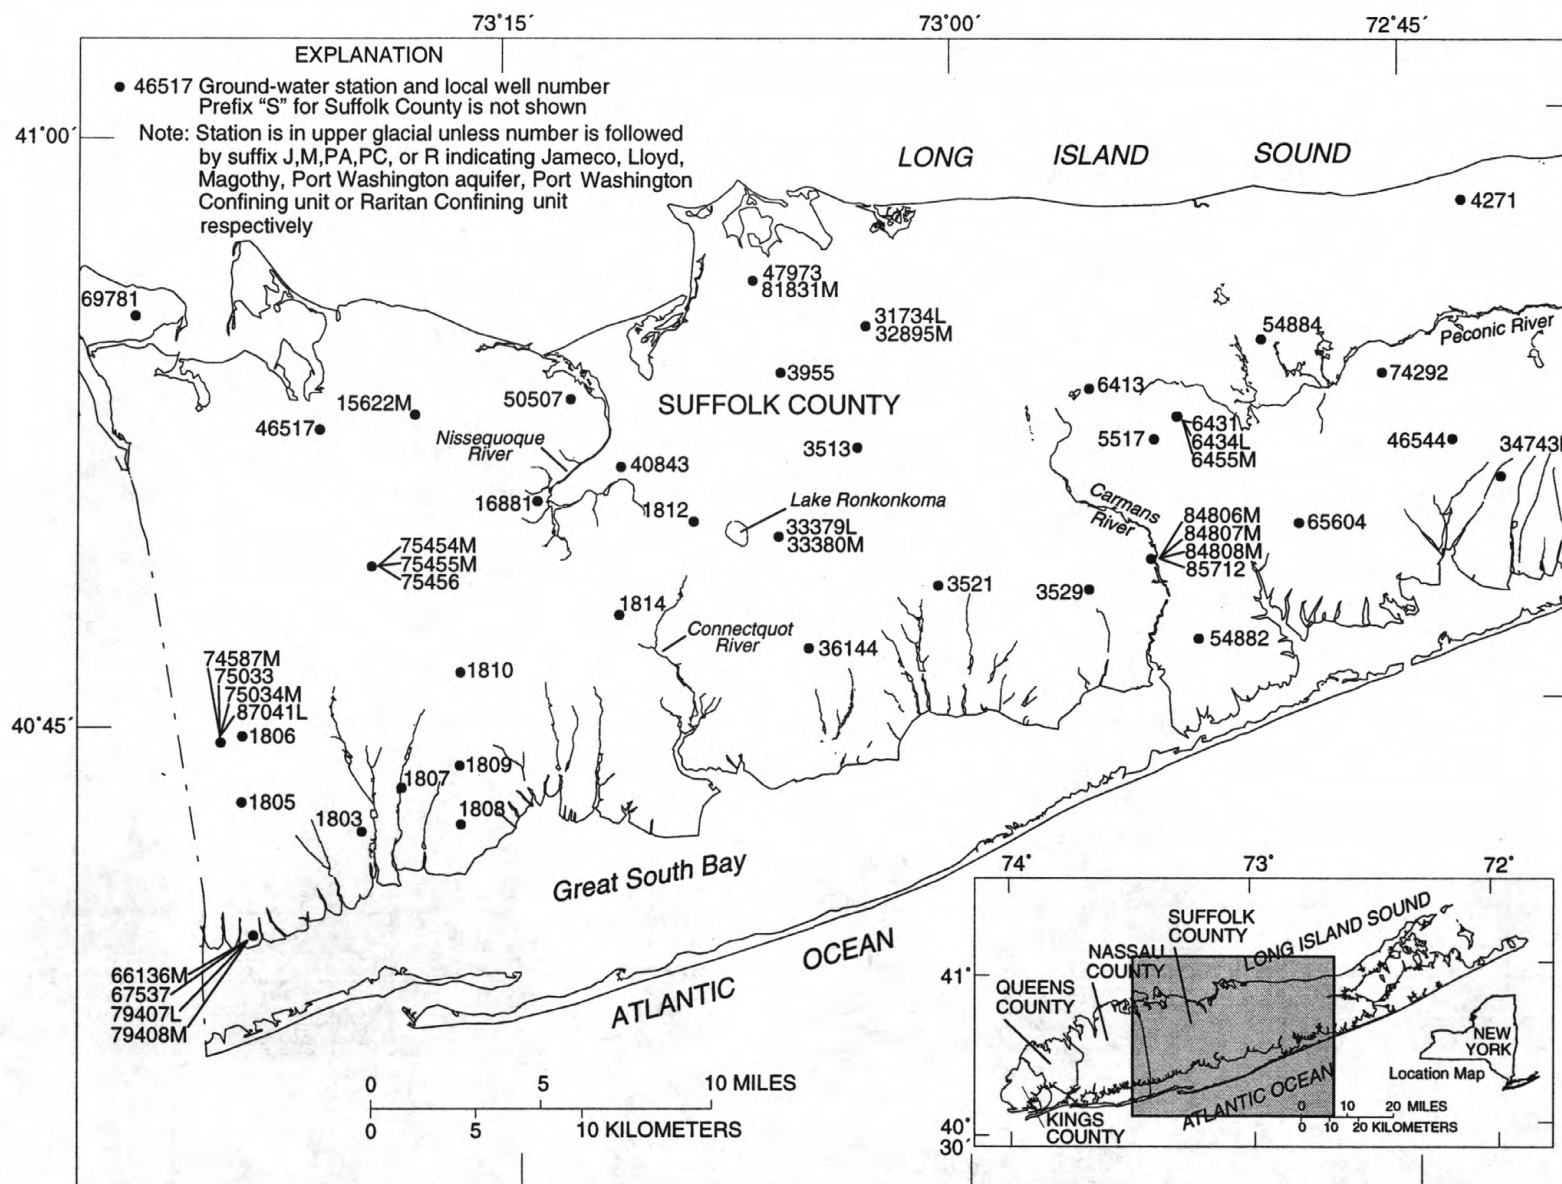 73°15´
73°00´
72°45´
EXPLANATION
46517 Ground-water station and local well number
Prefix “S” for Suffolk County is not shown
Note: Station is in upper glacial unless number is followed
by suffix J,M,PA,PC, or R indicating Jameco, Lloyd,
Magothy, Port Washington aquifer, Port Washington
Confining unit or Raritan Confining unit
respectively
41°00´
LONG ISLAND SOUND
4271
47973
81831M
69781
31734L
32895M
54884
Peconic River
3955
74292
6413
50507
SUFFOLK COUNTY
15622M
46517
Nissequoque
River
6431
6434L
6455M
5517
46544
34743
3513
40843
16881
1812
Lake Ronkonkoma
33379L
33380M
Carmans
River
84806M
84807M
84808M
85712
65604
75454M
75455M
75456
3521
3529
1814
Connectquot
River
36144
54882
74587M
75033
75034M
87041L
1810
40°45´
1806
1809
1807
1805
1803
1808
Great South Bay
66136M
67537
79407L
79408M
ATLANTIC OCEAN
0 5 10 MILES
0 5 10 KILOMETERS
74° 73° 72°
SUFFOLK
COUNTY
LONG ISLAND SOUND
NASSAU
COUNTY
41°
QUEENS
COUNTY
NEW
YORK
Location Map
ATLANTIC OCEAN
0 10 20 MILES
0 10 20 KILOMETERS
KINGS
COUNTY
40°
30´